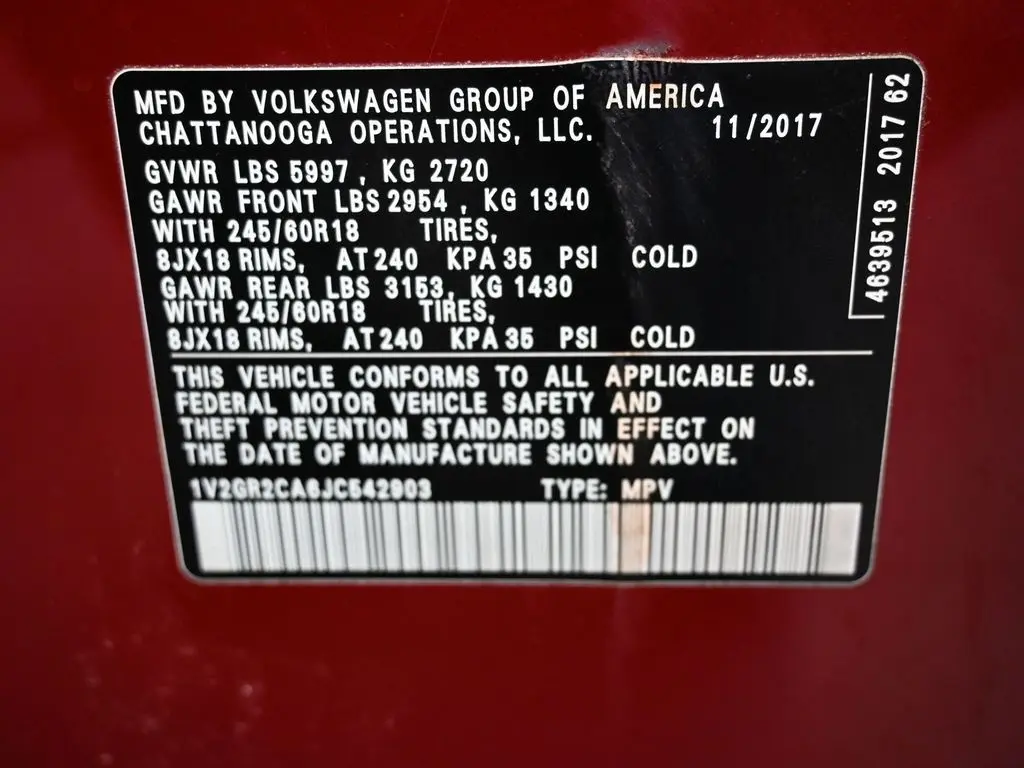 MFD BY VOLKSWAGEN GROUP OF AMERICA
CHATTANOOGA OPERATIONS, LLC. 11/2017
GVWR LBS 5997, KG 2720
GAWR FRONT LBS 2954, KG 1340
WITH 245/60R18 TIRES,
8JX18 RIMS, AT 240 KPA 35 PSI COLD
GAWR REAR LBS 3153, KG 1430
WITH 245/60R18 TIRES,
8JX18 RIMS, AT 240 KPA 35 PSI COLD
THIS VEHICLE CONFORMS TO ALL APPLICABLE U.S.
FEDERAL MOTOR VEHICLE SAFETY AND
THEFT PREVENTION STANDARDS IN EFFECT ON
THE DATE OF MANUFACTURE SHOWN ABOVE.
1V2GR2CA6JC542903 TYPE: MPV
4639513 2017 62